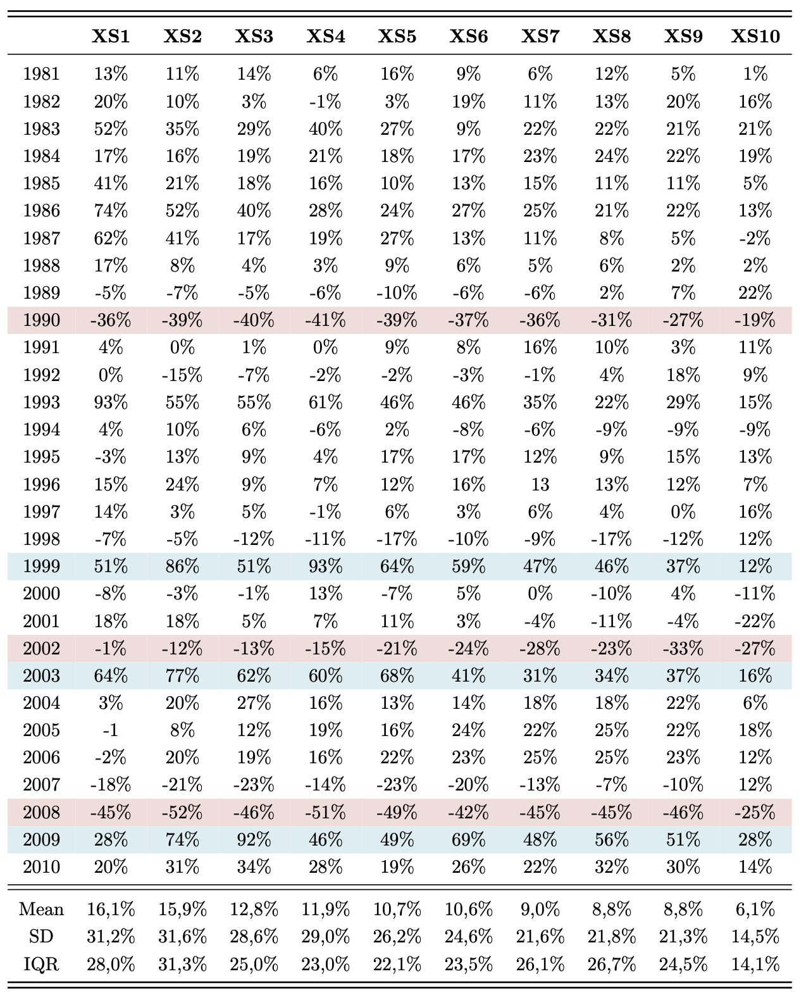 XS1 XS2 XS3 XS4 XS5 XS6 XS7 XS8 XS9 XS10
1981 13% 11% 14% 6% 16% 9% 6% 12% 5% 1%
1982 20% 10% 3% -1% 3% 19% 11% 13% 20% 16%
1983 52% 35% 29% 40% 27% 9% 22% 22% 21% 21%
1984 17% 16% 19% 21% 18% 17% 23% 24% 22% 19%
1985 41% 21% 18% 16% 10% 13% 15% 11% 11% 5%
1986 74% 52% 40% 28% 24% 27% 25% 21% 22% 13%
1987 62% 41% 17% 19% 27% 13% 11% 8% 5% -2%
1988 17% 8% 4% 3% 9% 6% 5% 6% 2% 2%
1989 -5% -7% -5% -6% -10% -6% -6% 2% 7% 22%
1990 -36% -39% -40% -41% -39% -37% -36% -31% -27% -19%
1991 4% 0% 1% 0% 9% 8% 16% 10% 3% 11%
1992 0% -15% -7% -2% -2% -3% -1% 4% 18% 9%
1993 93% 55% 55% 61% 46% 46% 35% 22% 29% 15%
1994 4% 10% 6% -6% 2% -8% -6% -9% -9% -9%
1995 -3% 13% 9% 4% 17% 17% 12% 9% 15% 13%
1996 15% 24% 9% 7% 12% 16% 13 13% 12% 7%
1997 14% 3% 5% -1% 6% 3% 6% 4% 0% 16%
1998 -7% -5% -12% -11% -17% -10% -9% -17% -12% 12%
1999 51% 86% 51% 93% 64% 59% 47% 46% 37% 12%
2000 -8% -3% -1% 13% -7% 5% 0% -10% 4% -11%
2001 18% 18% 5% 7% 11% 3% -4% -11% -4% -22%
2002 -1% -12% -13% -15% -21% -24% -28% -23% -33% -27%
2003 64% 77% 62% 60% 68% 41% 31% 34% 37% 16%
2004 3% 20% 27% 16% 13% 14% 18% 18% 22% 6%
2005 -1 8% 12% 19% 16% 24% 22% 25% 22% 18%
2006 -2% 20% 19% 16% 22% 23% 25% 25% 23% 12%
2007 -18% -21% -23% -14% -23% -20% -13% -7% -10% 12%
2008 -45% -52% -46% -51% -49% -42% -45% -45% -46% -25%
2009 28% 74% 92% 46% 49% 69% 48% 56% 51% 28%
2010 20% 31% 34% 28% 19% 26% 22% 32% 30% 14%
Mean 16,1% 15,9% 12,8% 11,9% 10,7% 10,6% 9,0% 8,8% 8,8% 6,1%
SD 31,2% 31,6% 28,6% 29,0% 26,2% 24,6% 21,6% 21,8% 21,3% 14,5%
IQR 28,0% 31,3% 25,0% 23,0% 22,1% 23,5% 26,1% 26,7% 24,5% 14,1%